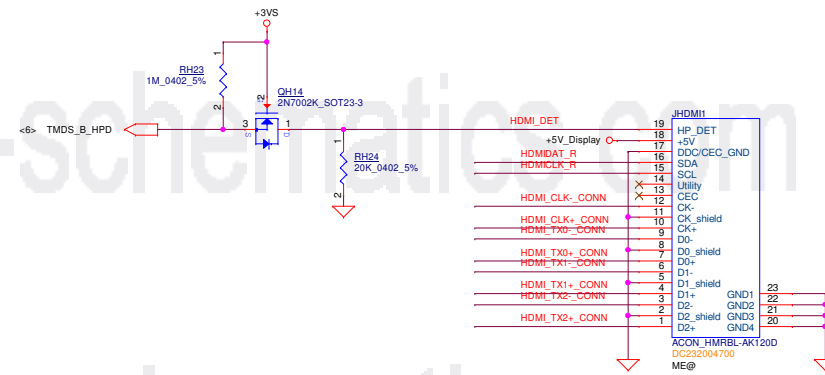 +3VS
1
RH23
1M_0402_5%
2
2
QH14
2N7002K_SOT23-3
G
<6> TMDS_B_HPD
3
S
1
D
HDMI_DET
1
RH24
20K_0402_5%
2
+5V_Display
HDMIDAT_R
HDMICLK_R
HDMI_CLK-_CONN
HDMI_CLK+_CONN
HDMI_TX0-_CONN
HDMI_TX0+_CONN
HDMI_TX1-_CONN
HDMI_TX1+_CONN
HDMI_TX2-_CONN
HDMI_TX2+_CONN
JHDMI1
19 HP_DET
18 +5V
17 DDC/CEC_GND
16 SDA
15 SCL
14 Utility
13 CEC
12 CK-
11 CK_shield
10 CK+
9 D0-
8 D0_shield
7 D0+
6 D1-
5 D1_shield
4 D1+ GND1 23
3 D2- GND2 22
2 D2_shield GND3 21
1 D2+ GND4 20
ACON_HMRBL-AK120D
DC232004700
ME@
-schematics.com